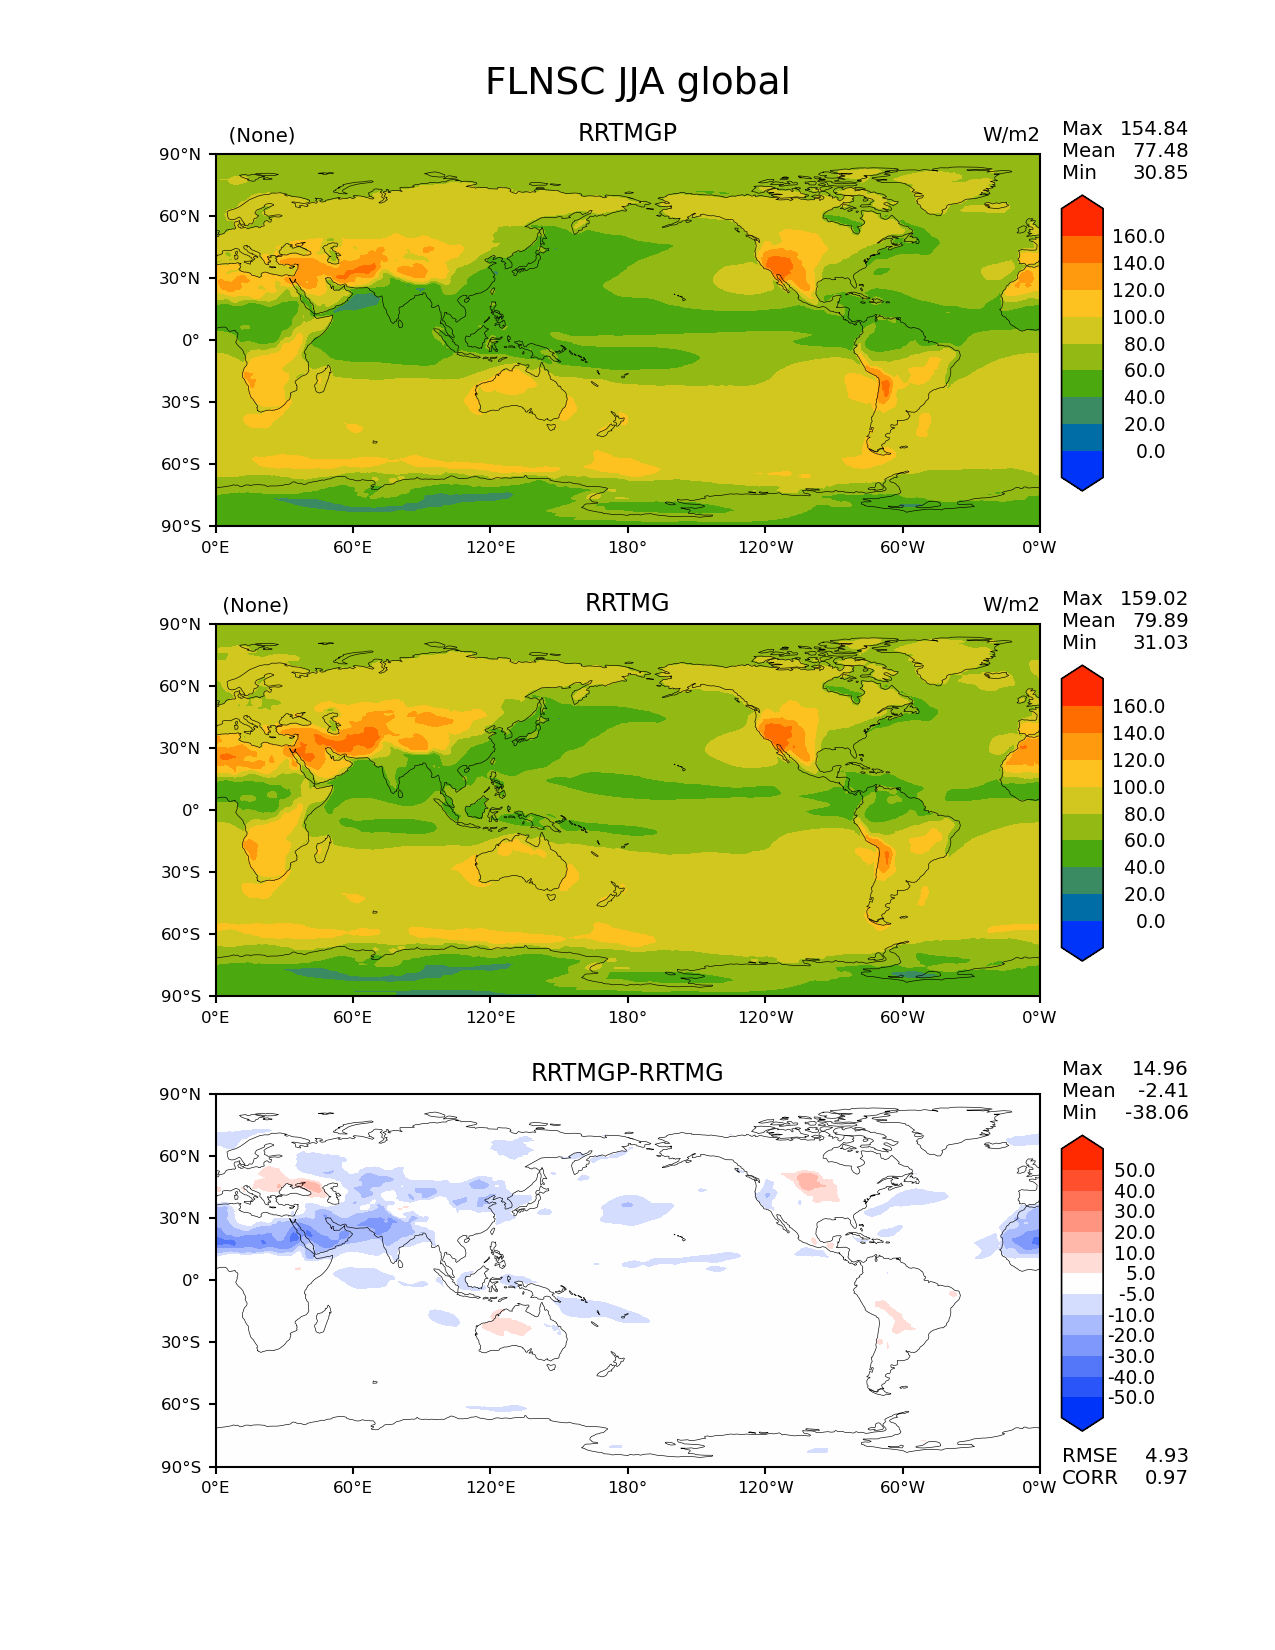 FLNSC JJA global
(None) RRTMGP W/m2
Max 154.84
Mean 77.48
Min 30.85
90°N
60°N
30°N
0°
30°S
60°S
90°S
0°E 60°E 120°E 180° 120°W 60°W 0°W
160.0
140.0
120.0
100.0
80.0
60.0
40.0
20.0
0.0
(None) RRTMG W/m2
Max 159.02
Mean 79.89
Min 31.03
90°N
60°N
30°N
0°
30°S
60°S
90°S
0°E 60°E 120°E 180° 120°W 60°W 0°W
160.0
140.0
120.0
100.0
80.0
60.0
40.0
20.0
0.0
RRTMGP-RRTMG
Max 14.96
Mean -2.41
Min -38.06
90°N
60°N
30°N
0°
30°S
60°S
90°S
0°E 60°E 120°E 180° 120°W 60°W 0°W
50.0
40.0
30.0
20.0
10.0
5.0
-5.0
-10.0
-20.0
-30.0
-40.0
-50.0
RMSE 4.93
CORR 0.97